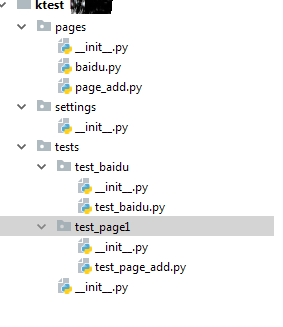 ktest
pages
__init__.py
baidu.py
page_add.py
settings
__init__.py
tests
test_baidu
__init__.py
test_baidu.py
test_page1
__init__.py
test_page_add.py
__init__.py